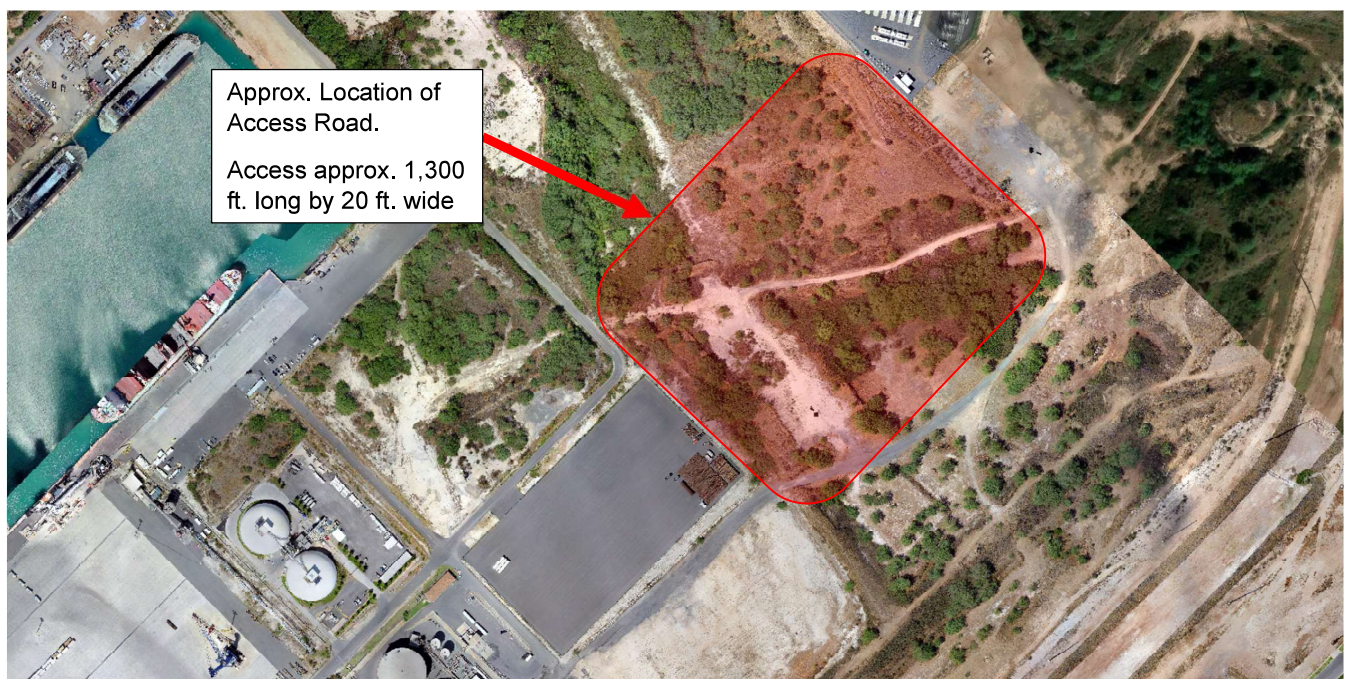 Approx. Location of
Access Road.
Access approx. 1,300
ft. long by 20 ft. wide